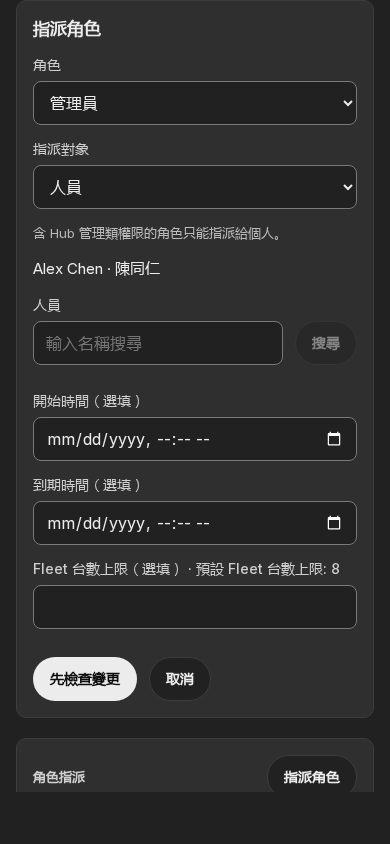 指派角色
角色
管理員
指派對象
人員
含 Hub 管理類權限的角色只能指派給個人。
Alex Chen · 陳同仁
人員
輸入名稱搜尋
搜尋
開始時間（選填）
mm/dd/yyyy, --:-- --
到期時間（選填）
mm/dd/yyyy, --:-- --
Fleet 台數上限（選填）· 預設 Fleet 台數上限: 8
先檢查變更
取消
角色指派
指派角色